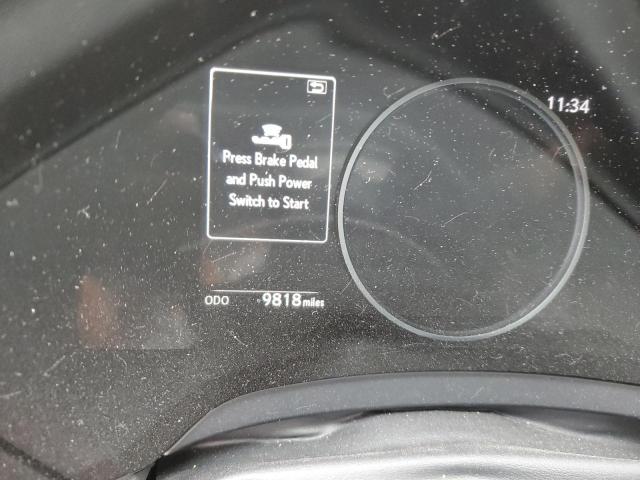 11:34
Press Brake Pedal
and Push Power
Switch to Start
ODO 9818 miles